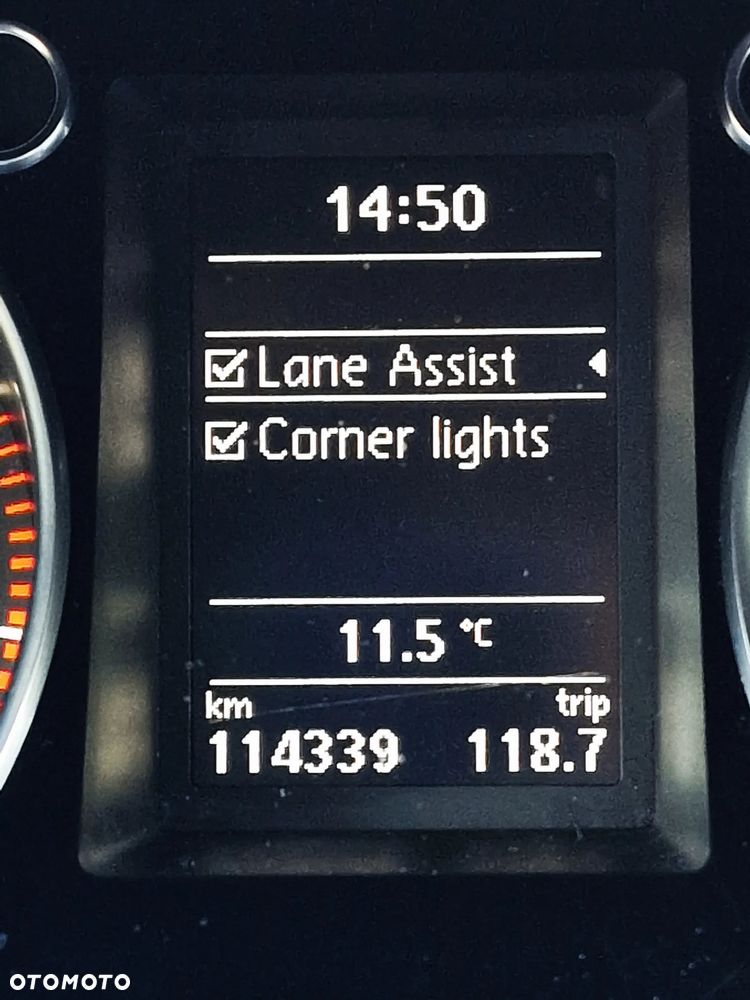 14:50
Lane Assist
Corner lights
11.5 °C
km trip
114339 118.7
OTOMOTO